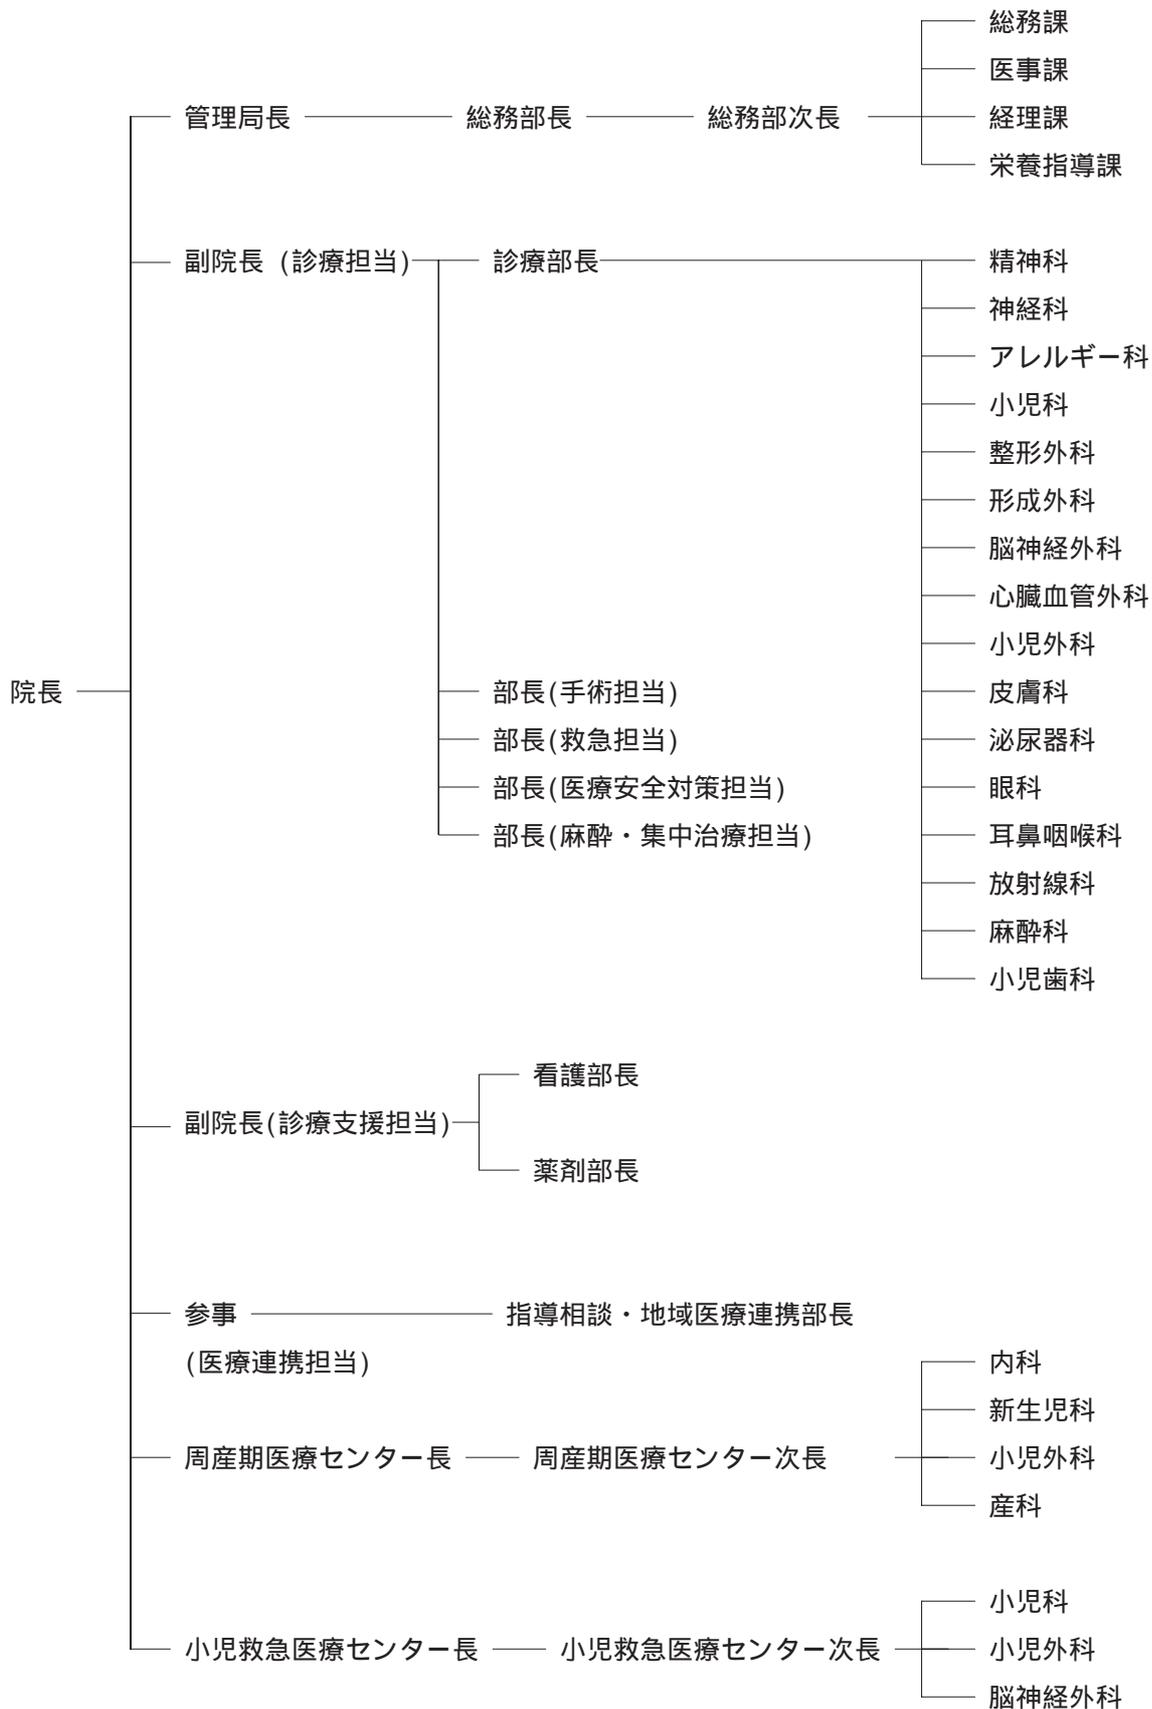 総務課
医事課
管理局長 総務部長 総務部次長 経理課
栄養指導課
副院長 (診療担当) 診療部長 精神科
神経科
アレルギー科
小児科
整形外科
形成外科
脳神経外科
心臓血管外科
小児外科
院長 部長(手術担当) 皮膚科
部長(救急担当) 泌尿器科
部長(医療安全対策担当) 眼科
部長(麻酔・集中治療担当) 耳鼻咽喉科
放射線科
麻酔科
小児歯科
看護部長
副院長(診療支援担当)
薬剤部長
参事 指導相談・地域医療連携部長
(医療連携担当) 内科
新生児科
周産期医療センター長 周産期医療センター次長 小児外科
産科
小児科
小児救急医療センター長 小児救急医療センター次長 小児外科
脳神経外科